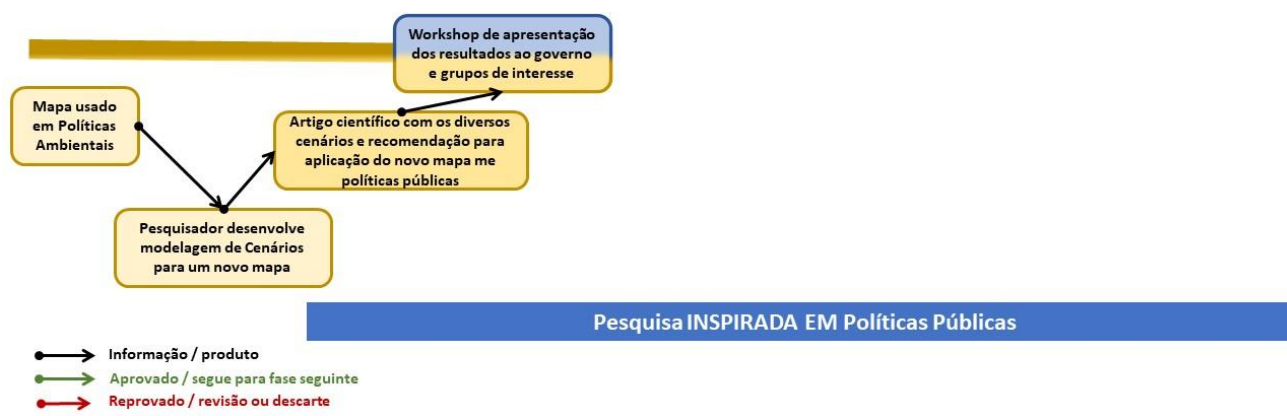 Workshop de apresentação
dos resultados ao governo
e grupos de interesse
Mapa usado
em Políticas
Ambientais
Artigo científico com os diversos
cenários e recomendação para
aplicação do novo mapa me
políticas públicas
Pesquisador desenvolve
modelagem de Cenários
para um novo mapa
Pesquisa INSPIRADA EM Políticas Públicas
Informação / produto
Aprovado / segue para fase seguinte
Reprovado / revisão ou descarte